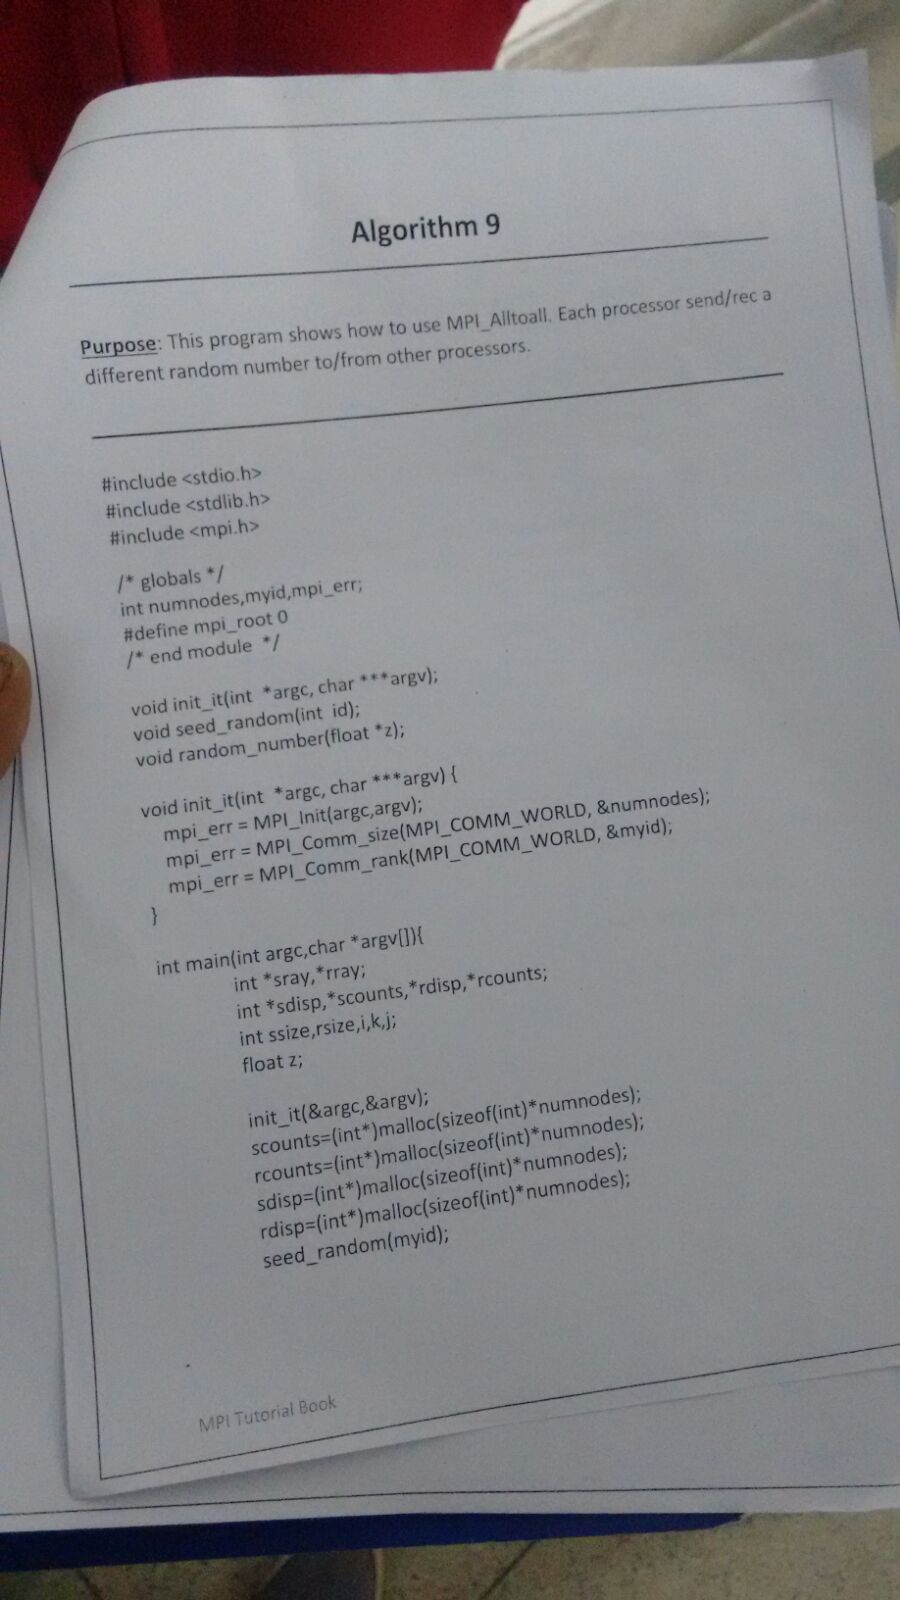 Algorithm 9
Purpose: This program shows how to use MPI_Alltoall. Each processor send/rec a
different random number to/from other processors.
#include <stdio.h>
#include <stdlib.h>
#include <mpi.h>
/* globals */
int numnodes,myid,mpi_err;
#define mpi_root 0
/* end module  */
void init_it(int  *argc, char ***argv);
void seed_random(int  id);
void random_number(float *z);
void init_it(int  *argc, char ***argv) {
mpi_err = MPI_Init(argc,argv);
mpi_err = MPI_Comm_size(MPI_COMM_WORLD, &numnodes);
mpi_err = MPI_Comm_rank(MPI_COMM_WORLD, &myid);
}
int main(int argc,char *argv[]){
int *sray,*rray;
int *sdisp,*scounts,*rdisp,*rcounts;
int ssize,rsize,i,k,j;
float z;
init_it(&argc,&argv);
scounts=(int*)malloc(sizeof(int)*numnodes);
rcounts=(int*)malloc(sizeof(int)*numnodes);
sdisp=(int*)malloc(sizeof(int)*numnodes);
rdisp=(int*)malloc(sizeof(int)*numnodes);
seed_random(myid);
MPI Tutorial Book